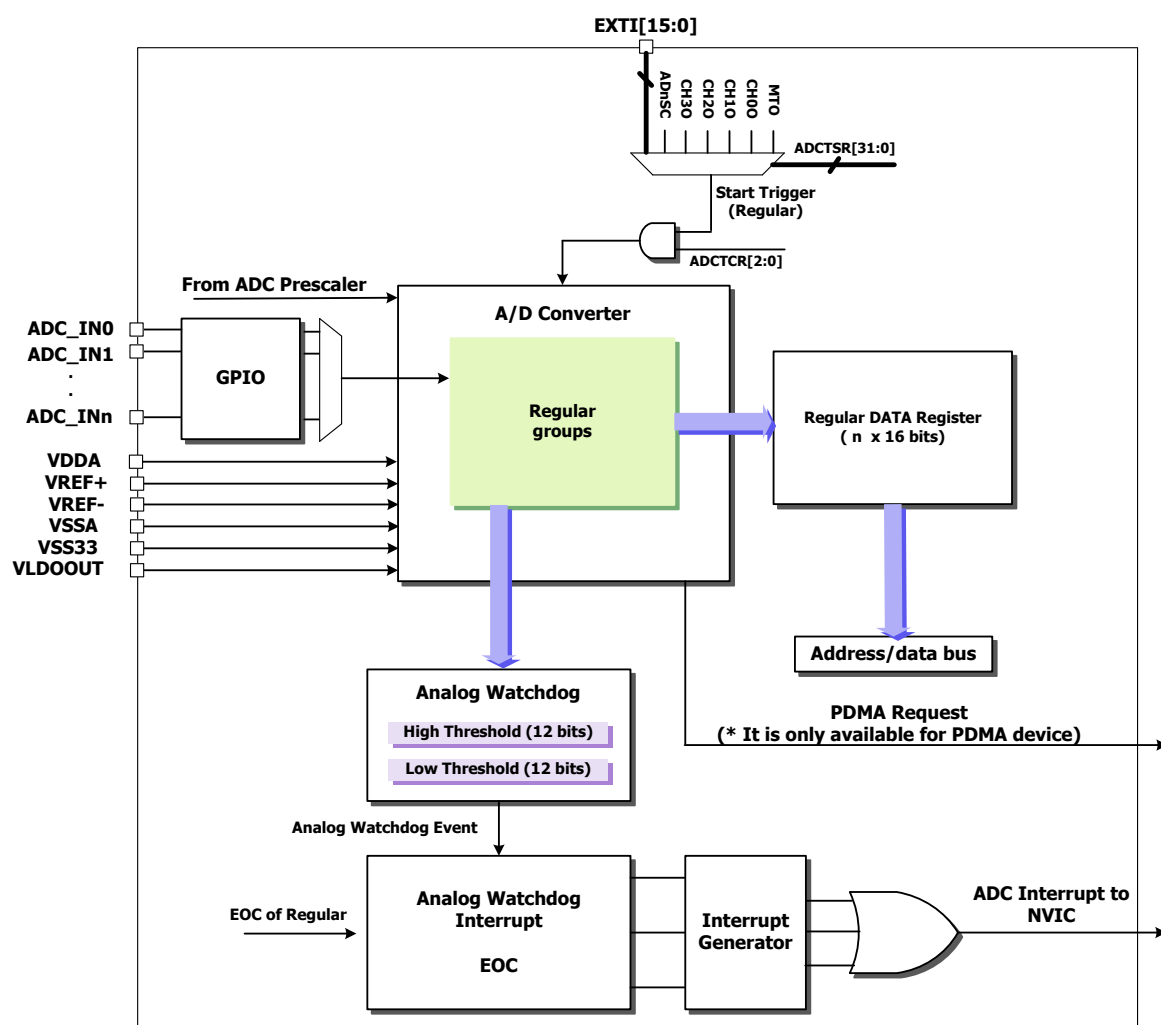 EXTI[15:0]
ADnSC
CH3O
CH2O
CH1O
CH0O
MTO
ADCTSR[31:0]
Start Trigger
(Regular)
ADCTCR[2:0]
From ADC Prescaler
A/D Converter
ADC_IN0
ADC_IN1
.
.
ADC_INn
GPIO
Regular
groups
Regular DATA Register
( n x 16 bits)
VDDA
VREF+
VREF-
VSSA
VSS33
VLDOOUT
Address/data bus
Analog Watchdog
High Threshold (12 bits)
Low Threshold (12 bits)
PDMA Request
(* It is only available for PDMA device)
Analog Watchdog Event
EOC of Regular
Analog Watchdog
Interrupt
EOC
Interrupt
Generator
ADC Interrupt to
NVIC